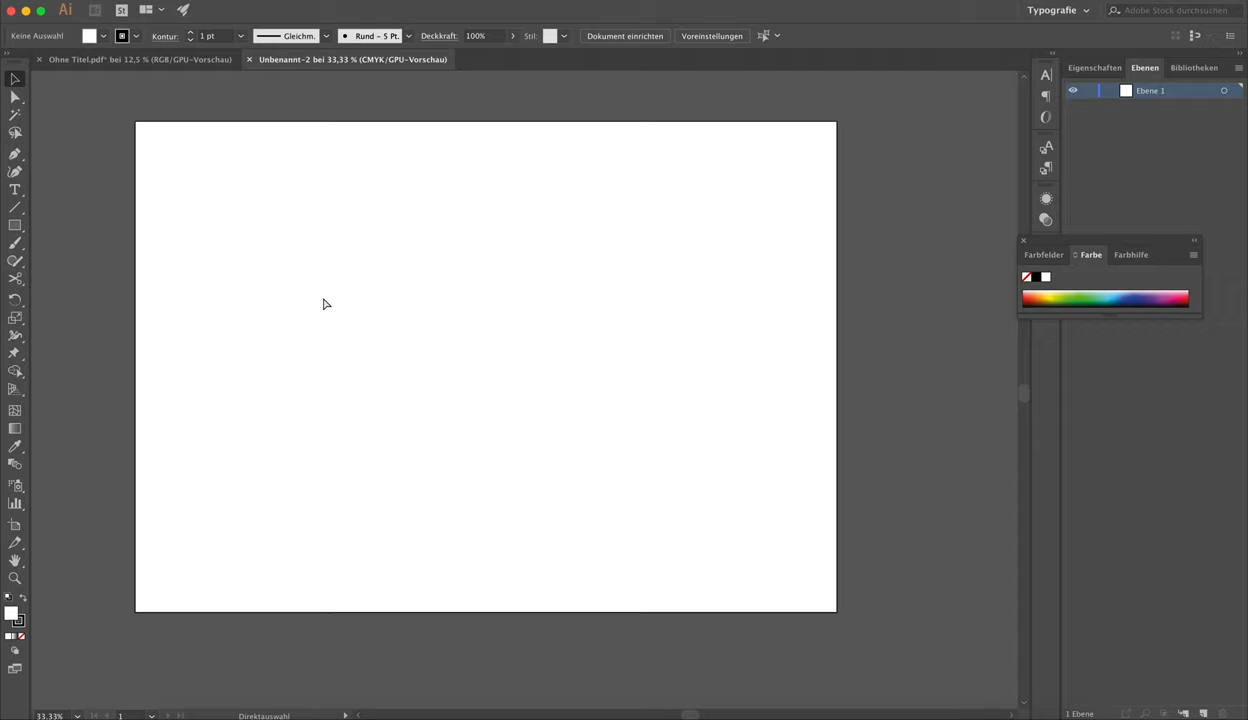 Ai
Br
St
Typografie
Adobe Stock durchsuchen
Keine Auswahl
Kontur:
1 pt
Gleichm.
Rund - 5 Pt.
Deckkraft:
100%
Stil:
Dokument einrichten
Voreinstellungen
Ohne Titel.pdf* bei 12,5 % (RGB/GPU-Vorschau)
Unbenannt-2 bei 33,33 % (CMYK/GPU-Vorschau)
Eigenschaften
Ebenen
Bibliotheken
Ebene 1
Farbfelder
Farbe
Farbhilfe
33,33%
1
Direktauswahl
1 Ebene